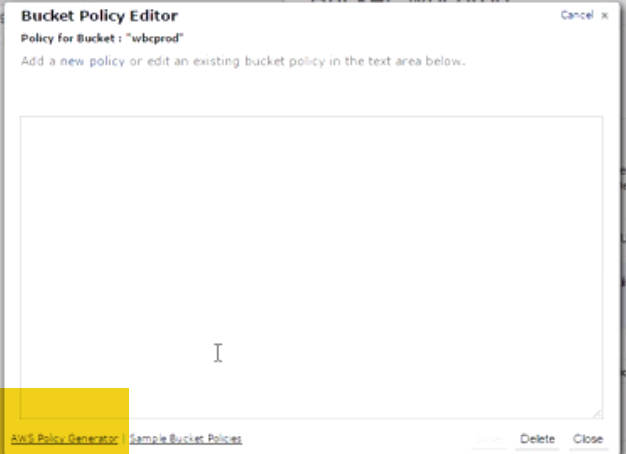 Bucket Policy Editor
Cancel x
Policy for Bucket : "wbcprod"
Add a new policy or edit an existing bucket policy in the text area below.
AWS Policy Generator | Sample Bucket Policies
Save Delete Close